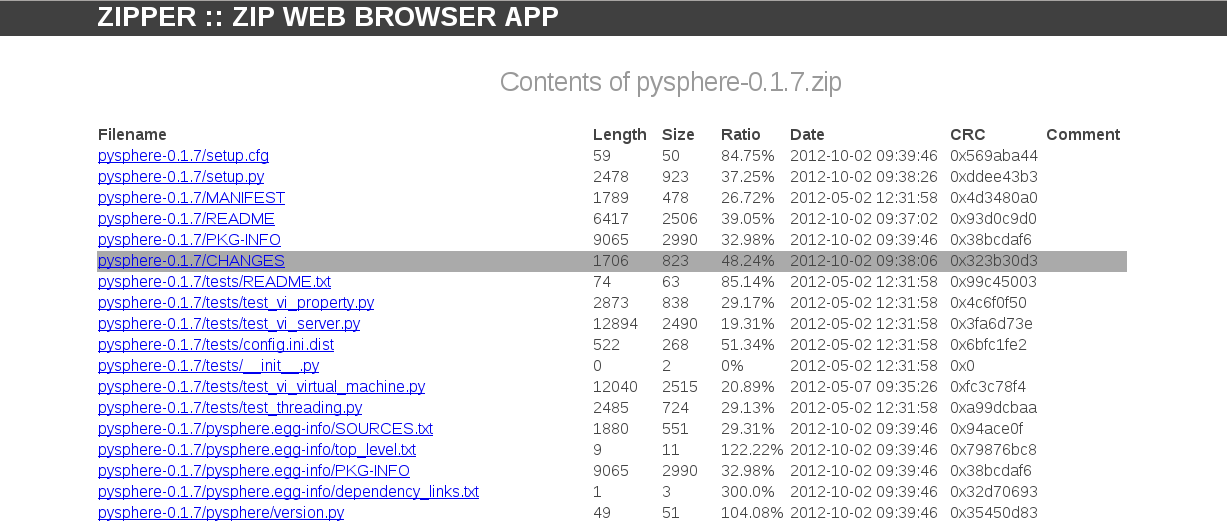 ZIPPER :: ZIP WEB BROWSER APP
Contents of pysphere-0.1.7.zip
Filename Length Size Ratio Date CRC Comment
pysphere-0.1.7/setup.cfg 59 50 84.75% 2012-10-02 09:39:46 0x569aba44
pysphere-0.1.7/setup.py 2478 923 37.25% 2012-10-02 09:38:26 0xddee43b3
pysphere-0.1.7/MANIFEST 1789 478 26.72% 2012-05-02 12:31:58 0x4d3480a0
pysphere-0.1.7/README 6417 2506 39.05% 2012-10-02 09:37:02 0x93d0c9d0
pysphere-0.1.7/PKG-INFO 9065 2990 32.98% 2012-10-02 09:39:46 0x38bcdaf6
pysphere-0.1.7/CHANGES 1706 823 48.24% 2012-10-02 09:38:06 0x323b30d3
pysphere-0.1.7/tests/README.txt 74 63 85.14% 2012-05-02 12:31:58 0x99c45003
pysphere-0.1.7/tests/test_vi_property.py 2873 838 29.17% 2012-05-02 12:31:58 0x4c6f0f50
pysphere-0.1.7/tests/test_vi_server.py 12894 2490 19.31% 2012-05-02 12:31:58 0x3fa6d73e
pysphere-0.1.7/tests/config.ini.dist 522 268 51.34% 2012-05-02 12:31:58 0x6bfc1fe2
pysphere-0.1.7/tests/__init__.py 0 2 0% 2012-05-02 12:31:58 0x0
pysphere-0.1.7/tests/test_vi_virtual_machine.py 12040 2515 20.89% 2012-05-07 09:35:26 0xfc3c78f4
pysphere-0.1.7/tests/test_threading.py 2485 724 29.13% 2012-05-02 12:31:58 0xa99dcbaa
pysphere-0.1.7/pysphere.egg-info/SOURCES.txt 1880 551 29.31% 2012-10-02 09:39:46 0x94ace0f
pysphere-0.1.7/pysphere.egg-info/top_level.txt 9 11 122.22% 2012-10-02 09:39:46 0x79876bc8
pysphere-0.1.7/pysphere.egg-info/PKG-INFO 9065 2990 32.98% 2012-10-02 09:39:46 0x38bcdaf6
pysphere-0.1.7/pysphere.egg-info/dependency_links.txt 1 3 300.0% 2012-10-02 09:39:46 0x32d70693
pysphere-0.1.7/pysphere/version.py 49 51 104.08% 2012-10-02 09:39:46 0x35450d83